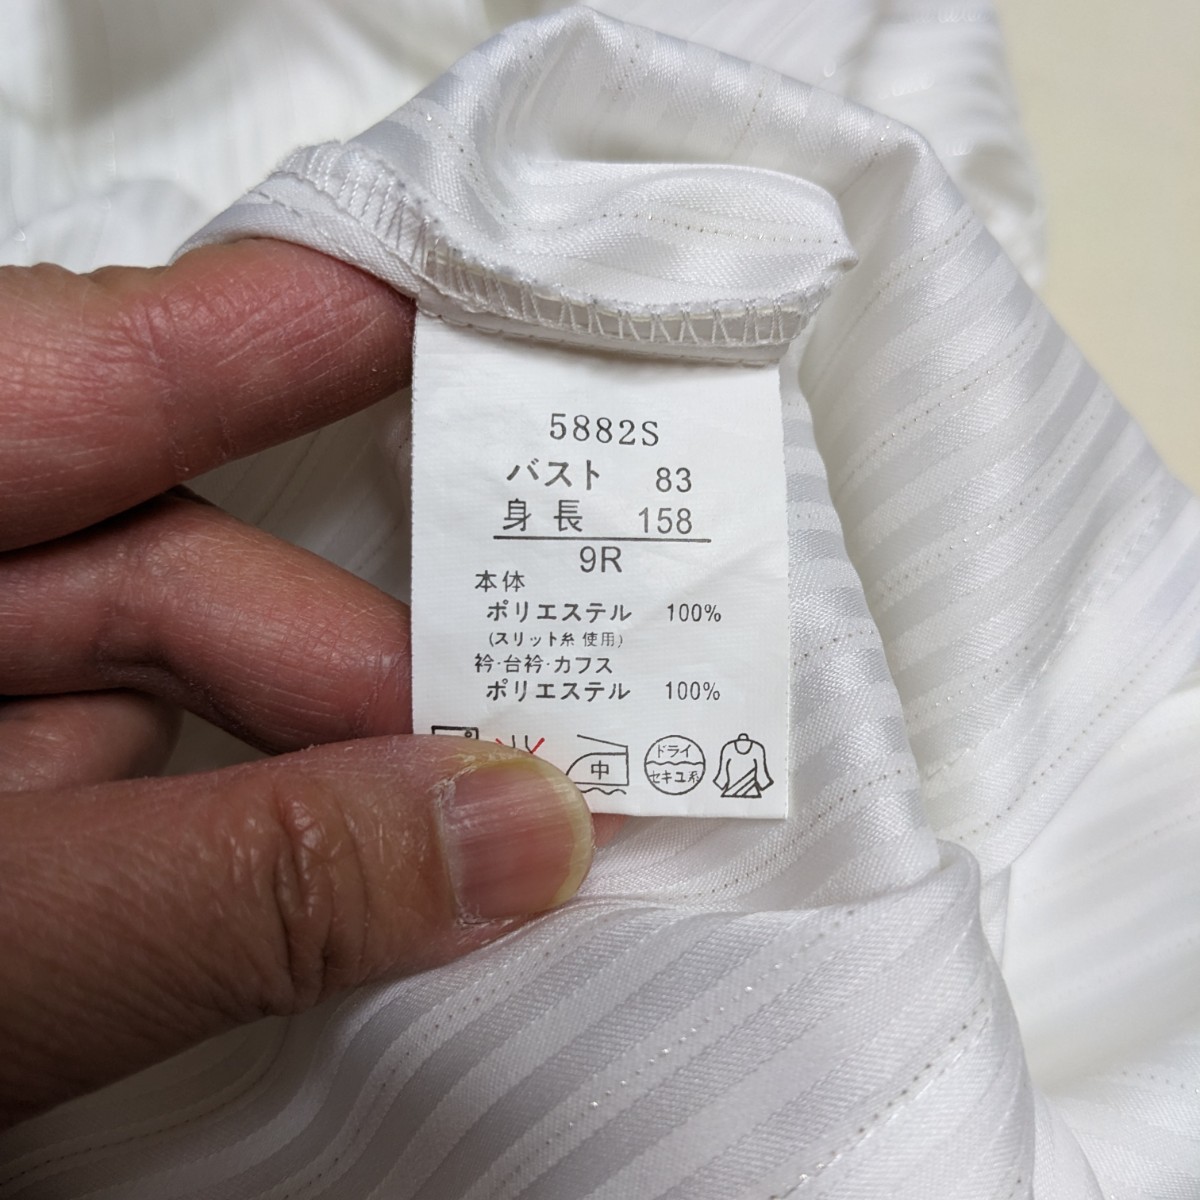 5882S
バスト 83
身長 158
9R
本体
ポリエステル 100%
(スリット糸 使用)
衿·台衿·カフス
ポリエステル 100%
中
ドライ
セキユ系